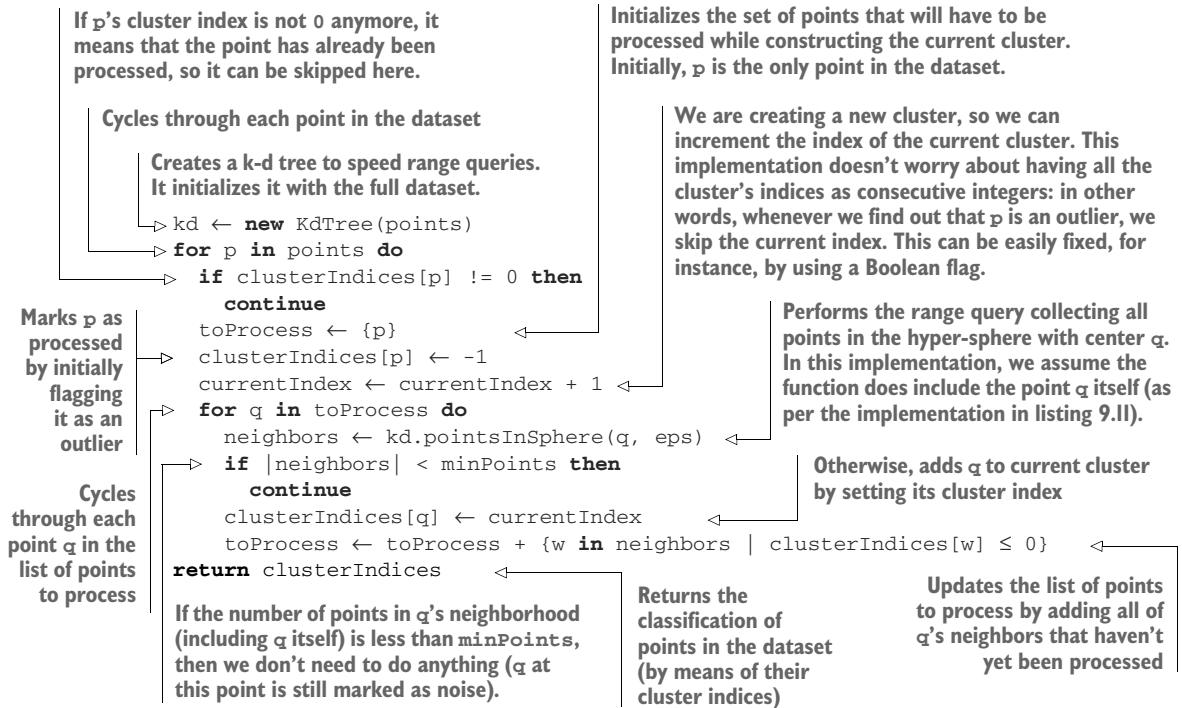 If p's cluster index is not 0 anymore, it
means that the point has already been
processed, so it can be skipped here.
Initializes the set of points that will have to be
processed while constructing the current cluster.
Initially, p is the only point in the dataset.
Cycles through each point in the dataset
We are creating a new cluster, so we can
increment the index of the current cluster. This
implementation doesn't worry about having all the
cluster's indices as consecutive integers: in other
words, whenever we find out that p is an outlier, we
skip the current index. This can be easily fixed, for
instance, by using a Boolean flag.
Creates a k-d tree to speed range queries.
It initializes it with the full dataset.
kd ← new KdTree(points)
for p in points do
if clusterIndices[p] != 0 then
continue
toProcess ← {p}
clusterIndices[p] ← -1
currentIndex ← currentIndex + 1
for q in toProcess do
neighbors ← kd.pointsInSphere(q, eps)
if |neighbors| < minPoints then
continue
clusterIndices[q] ← currentIndex
toProcess ← toProcess + {w in neighbors | clusterIndices[w] ≤ 0}
return clusterIndices
Marks p as
processed
by initially
flagging
it as an
outlier
Performs the range query collecting all
points in the hyper-sphere with center q.
In this implementation, we assume the
function does include the point q itself (as
per the implementation in listing 9.11).
Otherwise, adds q to current cluster
by setting its cluster index
Cycles
through each
point q in the
list of points
to process
If the number of points in q's neighborhood
(including q itself) is less than minPoints,
then we don't need to do anything (q at
this point is still marked as noise).
Returns the
classification of
points in the dataset
(by means of their
cluster indices)
Updates the list of points
to process by adding all of
q's neighbors that haven't
yet been processed